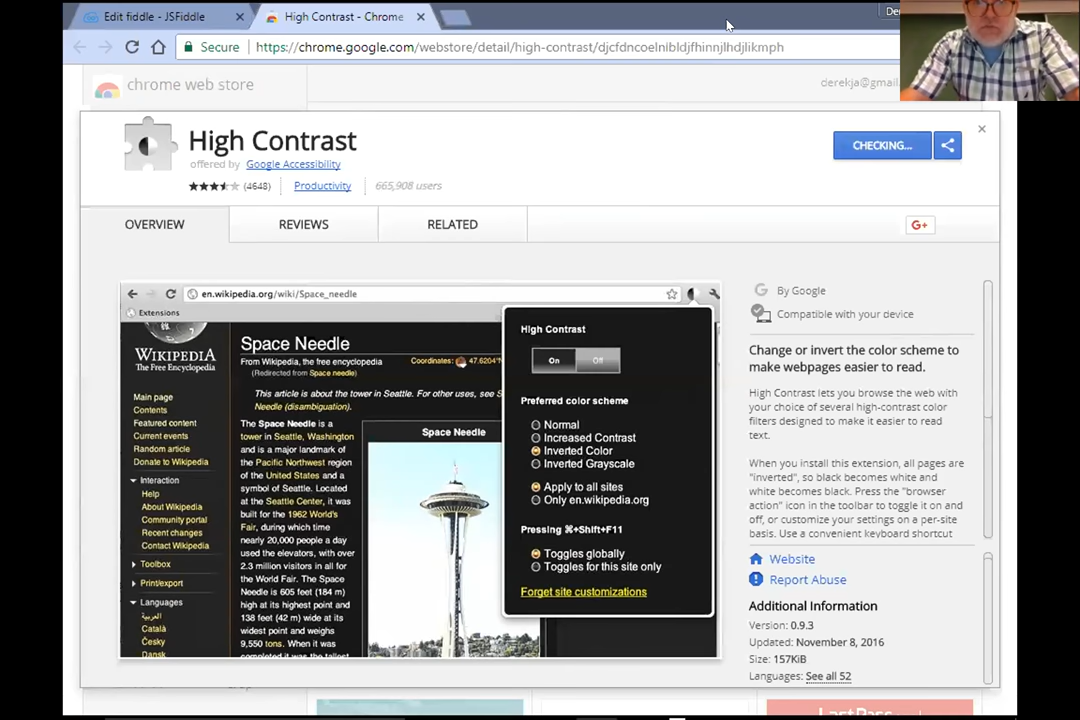 Edit fiddle - JSFiddle
High Contrast - Chrome
Secure
https://chrome.google.com/webstore/detail/high-contrast/djcfdncoelnibldjfhinnjlhdjlikmph
chrome web store
derekja@gmail
High Contrast
offered by Google Accessibility
(4648)
Productivity
665,908 users
CHECKING...
OVERVIEW
REVIEWS
RELATED
G+
en.wikipedia.org/wiki/Space_needle
Extensions
WIKIPEDIA
The Free Encyclopedia
Main page
Contents
Featured content
Current events
Random article
Donate to Wikipedia
Interaction
Help
About Wikipedia
Community portal
Recent changes
Contact Wikipedia
Toolbox
Print/export
Languages
العربية
Català
Česky
Dansk
Space Needle
From Wikipedia, the free encyclopedia
(Redirected from Space needle)
Coordinates: 47.6204°N
This article is about the tower in Seattle. For other uses, see S
Needle (disambiguation).
The Space Needle is a
tower in Seattle, Washington
and is a major landmark of
the Pacific Northwest region
of the United States and a
symbol of Seattle. Located
at the Seattle Center, it was
built for the 1962 World's
Fair, during which time
nearly 20,000 people a day
used the elevators, with over
2.3 million visitors in all for
the World Fair. The Space
Needle is 605 feet (184 m)
high at its highest point and
138 feet (42 m) wide at its
widest point and weighs
9,550 tons. When it was
completed it was the tallest
Space Needle
High Contrast
On
Off
Preferred color scheme
Normal
Increased Contrast
Inverted Color
Inverted Grayscale
Apply to all sites
Only en.wikipedia.org
Pressing ⌘+Shift+F11
Toggles globally
Toggles for this site only
Forget site customizations
By Google
Compatible with your device
Change or invert the color scheme to
make webpages easier to read.
High Contrast lets you browse the web with
your choice of several high-contrast color
filters designed to make it easier to read
text.
When you install this extension, all pages are
"inverted", so black becomes white and
white becomes black. Press the "browser
action" icon in the toolbar to toggle it on and
off, or customize your settings on a per-site
basis. Use a convenient keyboard shortcut
Website
Report Abuse
Additional Information
Version: 0.9.3
Updated: November 8, 2016
Size: 157KiB
Languages: See all 52